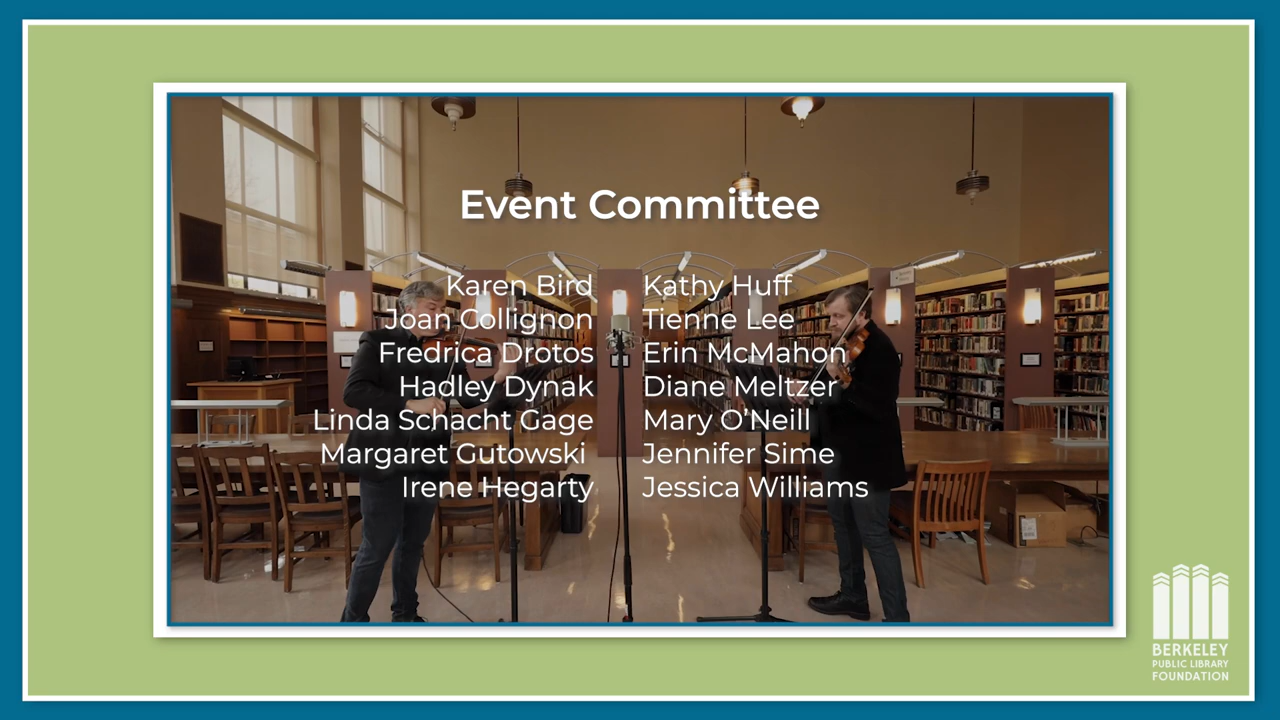 Event Committee
Karen Bird
Joan Collignon
Fredrica Drotos
Hadley Dynak
Linda Schacht Gage
Margaret Gutowski
Irene Hegarty
Kathy Huff
Tienne Lee
Erin McMahon
Diane Meltzer
Mary O’Neill
Jennifer Sime
Jessica Williams
BERKELEY
PUBLIC LIBRARY
FOUNDATION